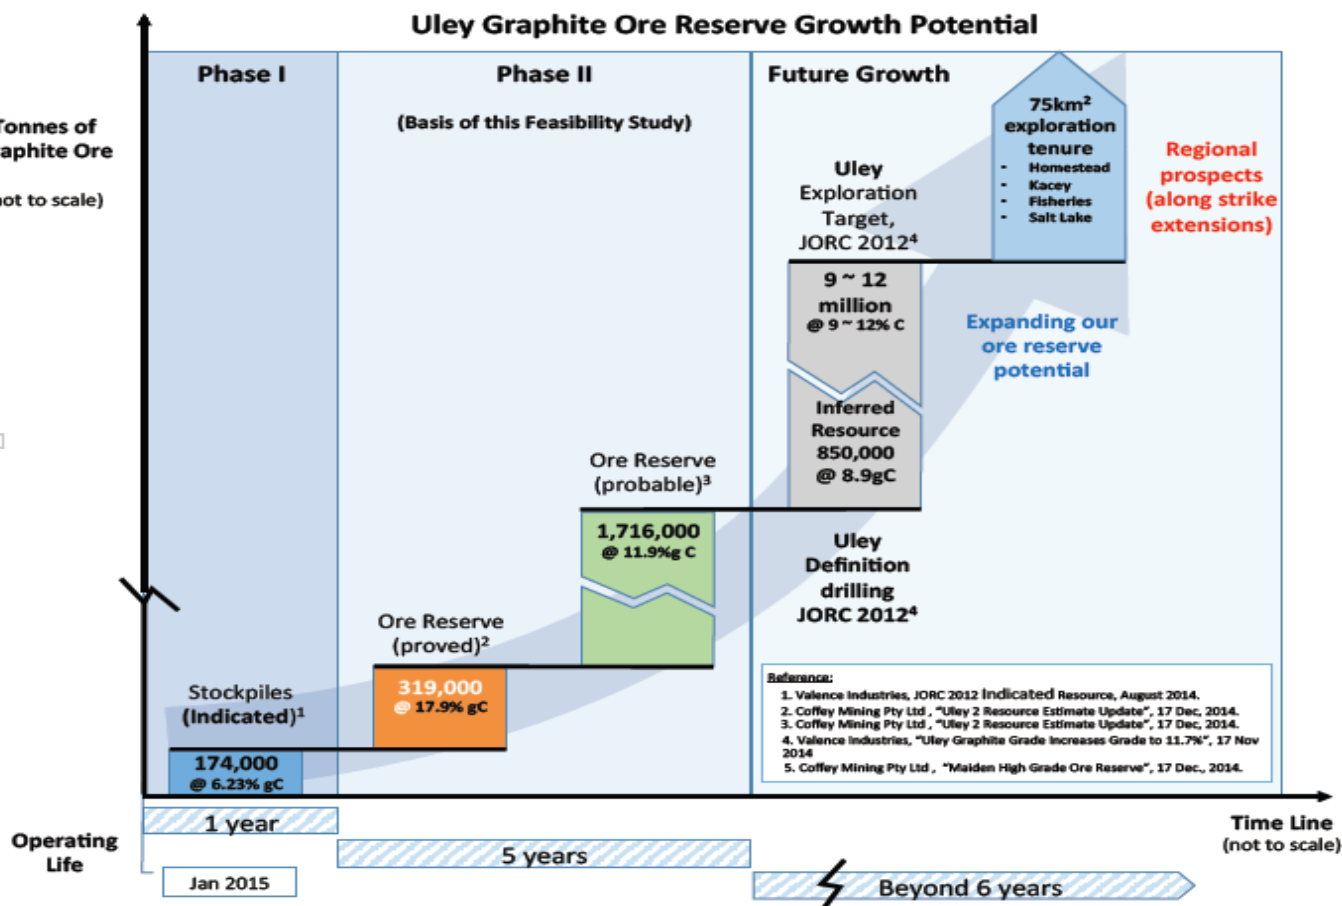 Uley Graphite Ore Reserve Growth Potential
Phase I
Phase II
(Basis of this Feasibility Study)
Future Growth
Tonnes of
raphite Ore
not to scale)
75km²
exploration
tenure
- Homestead
- Kacey
- Fisheries
- Salt Lake
Regional
prospects
(along strike
extensions)
Uley
Exploration
Target,
JORC 2012⁴
9 ~ 12
million
@ 9 ~ 12% C
Expanding our
ore reserve
potential
Inferred
Resource
850,000
@ 8.9gC
Ore Reserve
(probable)³
1,716,000
@ 11.9%g C
Uley
Definition
drilling
JORC 2012⁴
Ore Reserve
(proved)²
319,000
@ 17.9% gC
Stockpiles
(Indicated)¹
174,000
@ 6.23% gC
Reference:
1. Valence Industries, JORC 2012 Indicated Resource, August 2014.
2. Coffey Mining Pty Ltd , "Uley 2 Resource Estimate Update", 17 Dec, 2014.
3. Coffey Mining Pty Ltd , "Uley 2 Resource Estimate Update", 17 Dec, 2014.
4. Valence Industries, "Uley Graphite Grade Increases Grade to 11.7%", 17 Nov
2014
5. Coffey Mining Pty Ltd , "Maiden High Grade Ore Reserve", 17 Dec., 2014.
Operating
Life
1 year
5 years
Beyond 6 years
Jan 2015
Time Line
(not to scale)